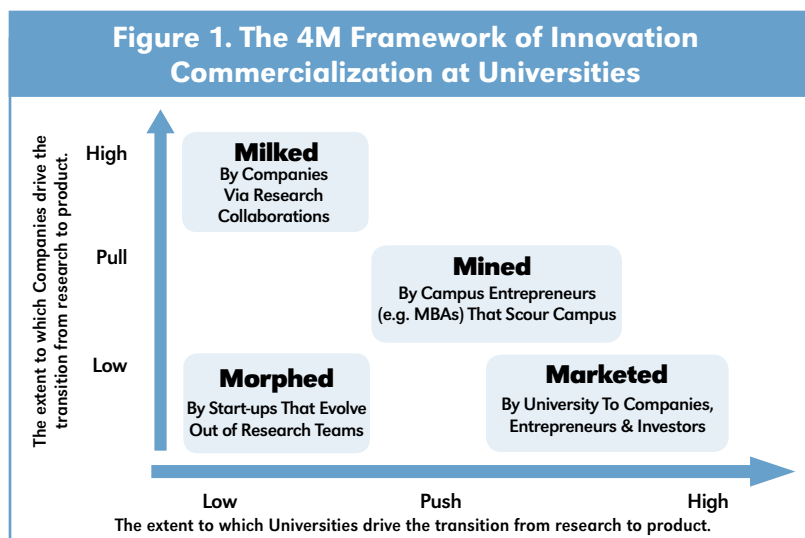 Figure 1. The 4M Framework of Innovation
Commercialization at Universities
The extent to which Companies drive the
transition from research to product.
High
Pull
Low
Milked
By Companies
Via Research
Collaborations
Mined
By Campus Entrepreneurs
(e.g. MBAs) That Scour Campus
Morphed
By Start-ups That Evolve
Out of Research Teams
Marketed
By University To Companies,
Entrepreneurs & Investors
Low
Push
High
The extent to which Universities drive the transition from research to product.